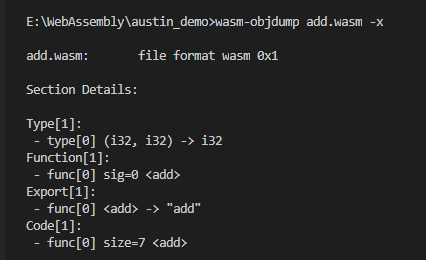 E:\WebAssembly\austin_demo>wasm-objdump add.wasm -x
add.wasm:       file format wasm 0x1
Section Details:
Type[1]:
 - type[0] (i32, i32) -> i32
Function[1]:
 - func[0] sig=0 <add>
Export[1]:
 - func[0] <add> -> "add"
Code[1]:
 - func[0] size=7 <add>